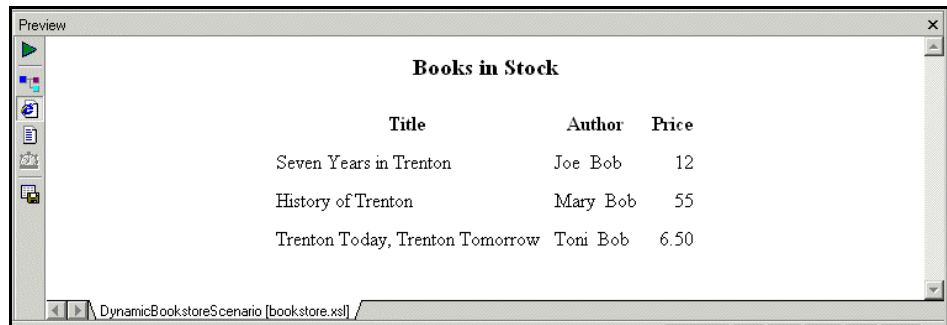 Preview
Books in Stock
Title Author Price
Seven Years in Trenton Joe Bob 12
History of Trenton Mary Bob 55
Trenton Today, Trenton Tomorrow Toni Bob 6.50
DynamicBookstoreScenario [bookstore.xsl]